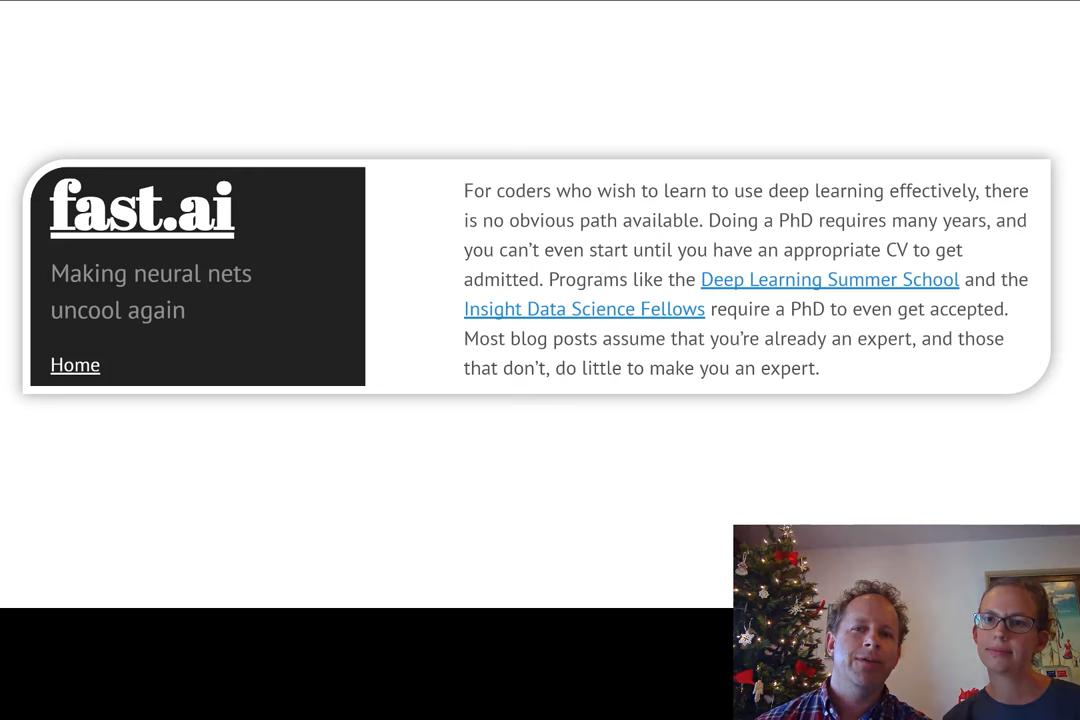 fast.ai
Making neural nets
uncool again
Home
For coders who wish to learn to use deep learning effectively, there
is no obvious path available. Doing a PhD requires many years, and
you can’t even start until you have an appropriate CV to get
admitted. Programs like the Deep Learning Summer School and the
Insight Data Science Fellows require a PhD to even get accepted.
Most blog posts assume that you’re already an expert, and those
that don’t, do little to make you an expert.